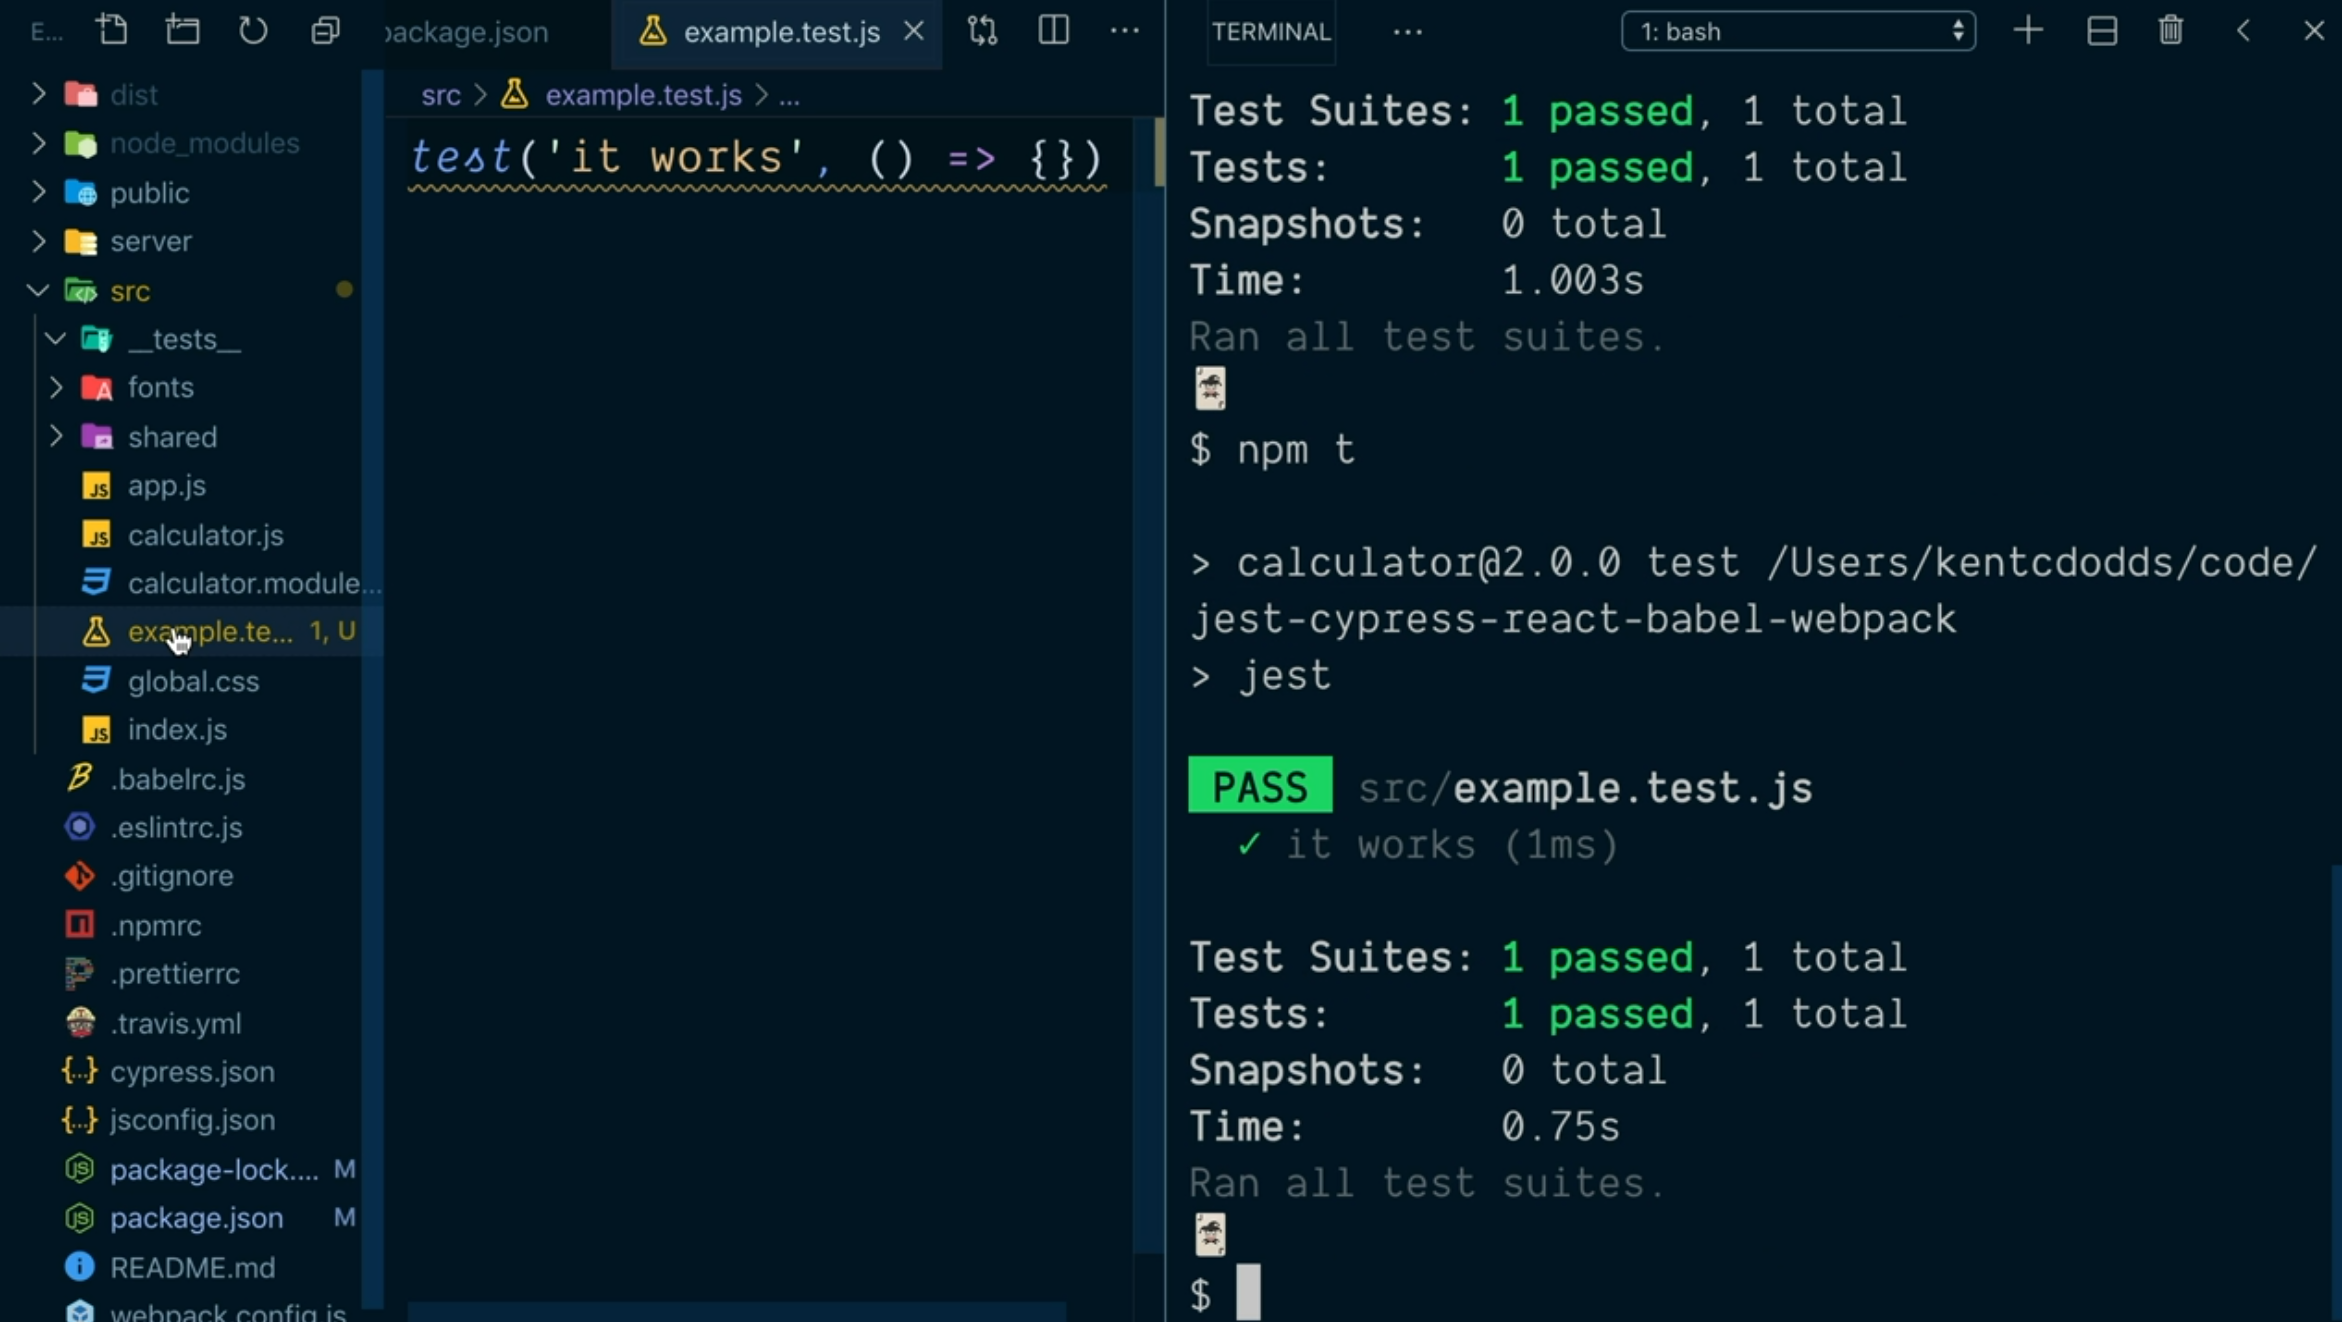 E...
package.json
example.test.js
TERMINAL
1: bash
dist
node_modules
public
server
src
__tests__
fonts
shared
app.js
calculator.js
calculator.module...
example.te... 1, U
global.css
index.js
.babelrc.js
.eslintrc.js
.gitignore
.npmrc
.prettierrc
.travis.yml
cypress.json
jsconfig.json
package-lock.... M
package.json M
README.md
webpack.config.js
src > example.test.js > ...
test('it works', () => {})
Test Suites: 1 passed, 1 total
Tests: 1 passed, 1 total
Snapshots: 0 total
Time: 1.003s
Ran all test suites.
$ npm t
> calculator@2.0.0 test /Users/kentcdodds/code/
jest-cypress-react-babel-webpack
> jest
PASS src/example.test.js
✓ it works (1ms)
Test Suites: 1 passed, 1 total
Tests: 1 passed, 1 total
Snapshots: 0 total
Time: 0.75s
Ran all test suites.
$